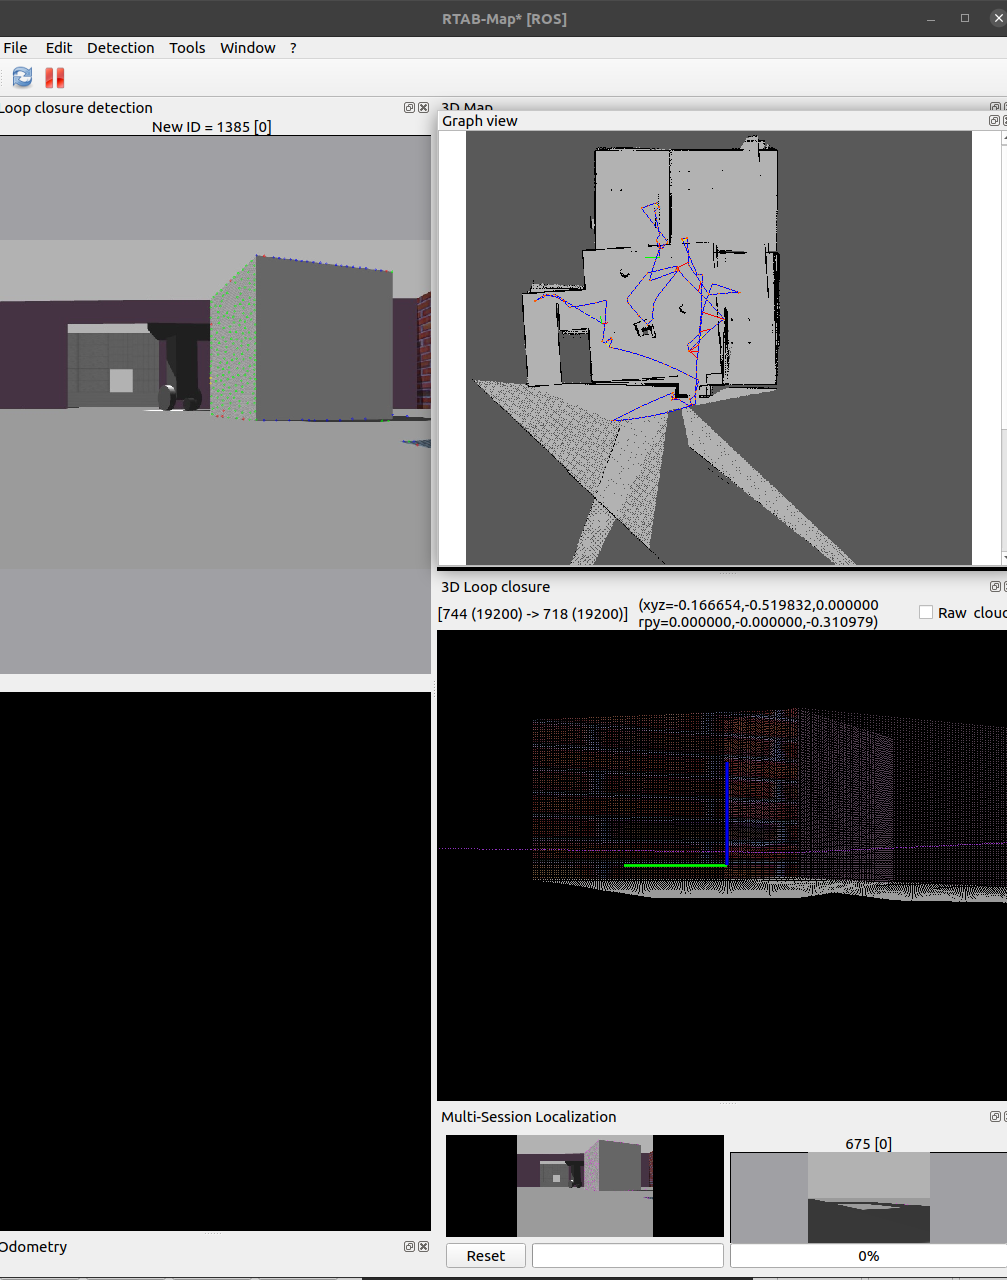 RTAB-Map* [ROS]
File Edit Detection Tools Window ?
Loop closure detection
New ID = 1385 [0]
3D Map
Graph view
3D Loop closure
[744 (19200) -> 718 (19200)]
(xyz=-0.166654,-0.519832,0.000000
rpy=0.000000,-0.000000,-0.310979)
Raw clou
Multi-Session Localization
675 [0]
Odometry
Reset
0%